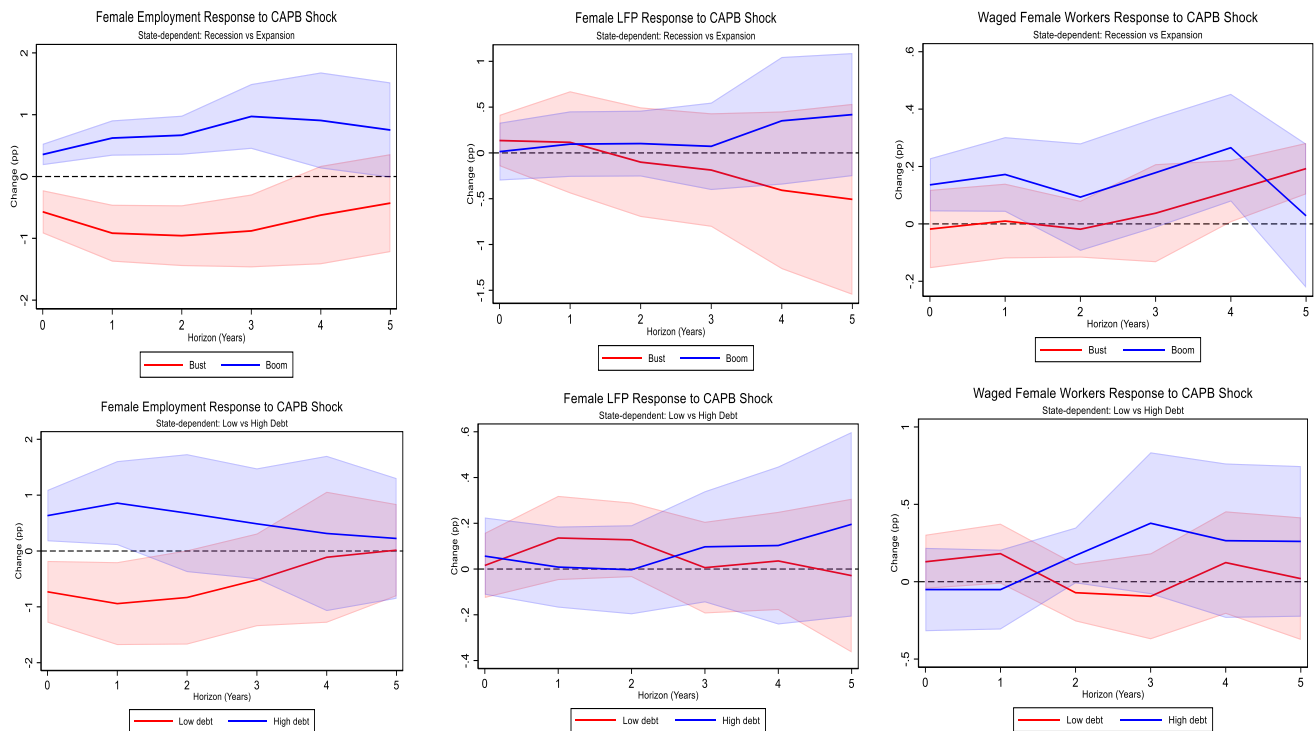 Female Employment Response to CAPB Shock
State-dependent: Recession vs Expansion
Change (pp)
2
1
0
-1
-2
0 1 2 3 4 5
Horizon (Years)
Bust Boom
Female LFP Response to CAPB Shock
State-dependent: Recession vs Expansion
Change (pp)
1
.5
0
-.5
-1
-1.5
0 1 2 3 4 5
Horizon (Years)
Bust Boom
Waged Female Workers Response to CAPB Shock
State-dependent: Recession vs Expansion
Change (pp)
.6
.4
.2
0
-.2
0 1 2 3 4 5
Horizon (Years)
Bust Boom
Female Employment Response to CAPB Shock
State-dependent: Low vs High Debt
Change (pp)
2
1
0
-1
-2
0 1 2 3 4 5
Horizon (Years)
Low debt High debt
Female LFP Response to CAPB Shock
State-dependent: Low vs High Debt
Change (pp)
.6
.4
.2
0
-.2
-.4
0 1 2 3 4 5
Horizon (Years)
Low debt High debt
Waged Female Workers Response to CAPB Shock
State-dependent: Low vs High Debt
Change (pp)
1
.5
0
-.5
0 1 2 3 4 5
Horizon (Years)
Low debt High debt